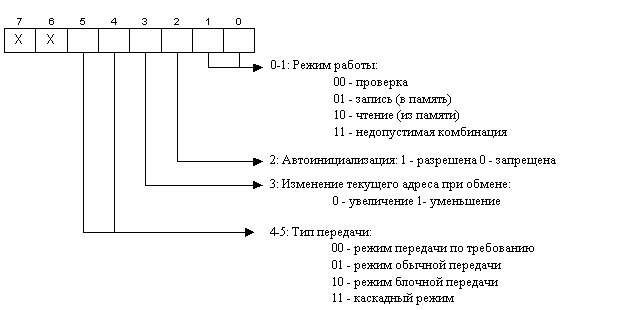 7 6 5 4 3 2 1 0
X X
0-1: Режим работы:
00 - проверка
01 - запись (в память)
10 - чтение (из памяти)
11 - недопустимая комбинация
2: Автоинициализация: 1 - разрешена 0 - запрещена
3: Изменение текущего адреса при обмене:
0 - увеличение 1- уменьшение
4-5: Тип передачи:
00 - режим передачи по требованию
01 - режим обычной передачи
10 - режим блочной передачи
11 - каскадный режим